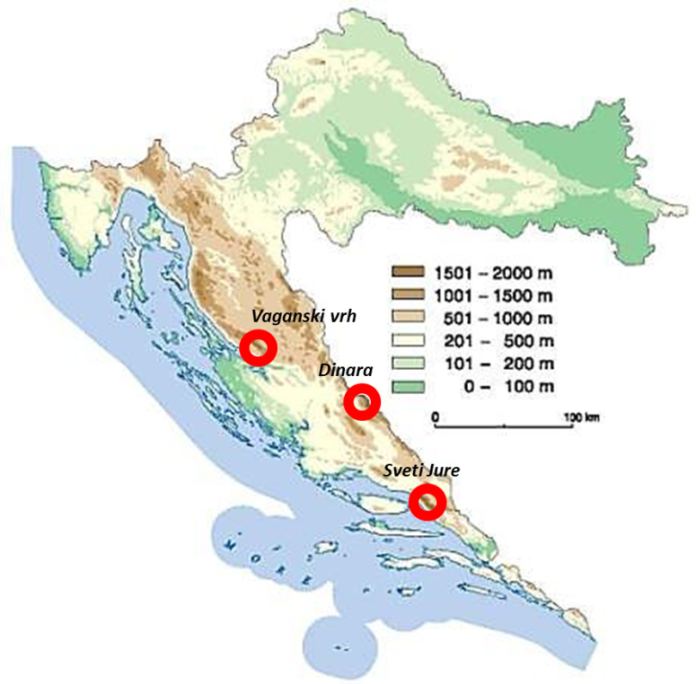 Vaganski vrh
Dinara
Sveti Jure
1501 – 2000 m
1001 – 1500 m
501 – 1000 m
201 – 500 m
101 – 200 m
0 – 100 m
0 100 km
MORE